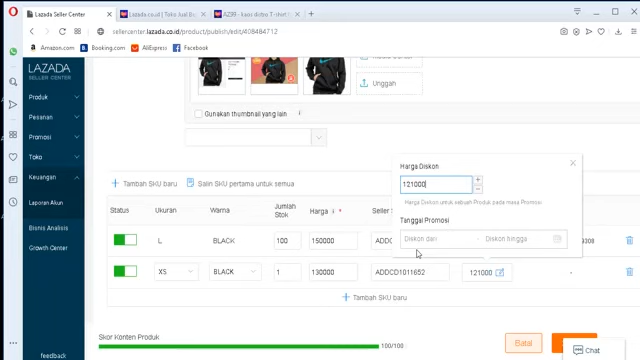 Lazada Seller Center
Lazada.co.id | Toko Jual Bo
AZ99 - kaos distro T-shirt S
sellercenter.lazada.co.id/product/publish/edit/408484712
Amazon.com
Booking.com
AliExpress
Facebook
LAZADA
SELLER CENTER
Produk
Pesanan
Promosi
Toko
Keuangan
Laporan Akun
Bisnis Analisis
Growth Center
feedback
Unggah
Gunakan thumbnail yang lain
Tambah SKU baru
Salin SKU pertama untuk semua
Harga Diskon
121000
Harga Diskon untuk sebuah Produk pada masa Promosi
Tanggal Promosi
Diskon dari - Diskon hingga
Status Ukuran Warna Jumlah Stok Harga * Seller S
L BLACK 100 150000 ADDC 9308
XS BLACK 1 130000 ADDCD1011652 121000 -
Tambah SKU baru
Skor Konten Produk
100/100
Batal
Chat